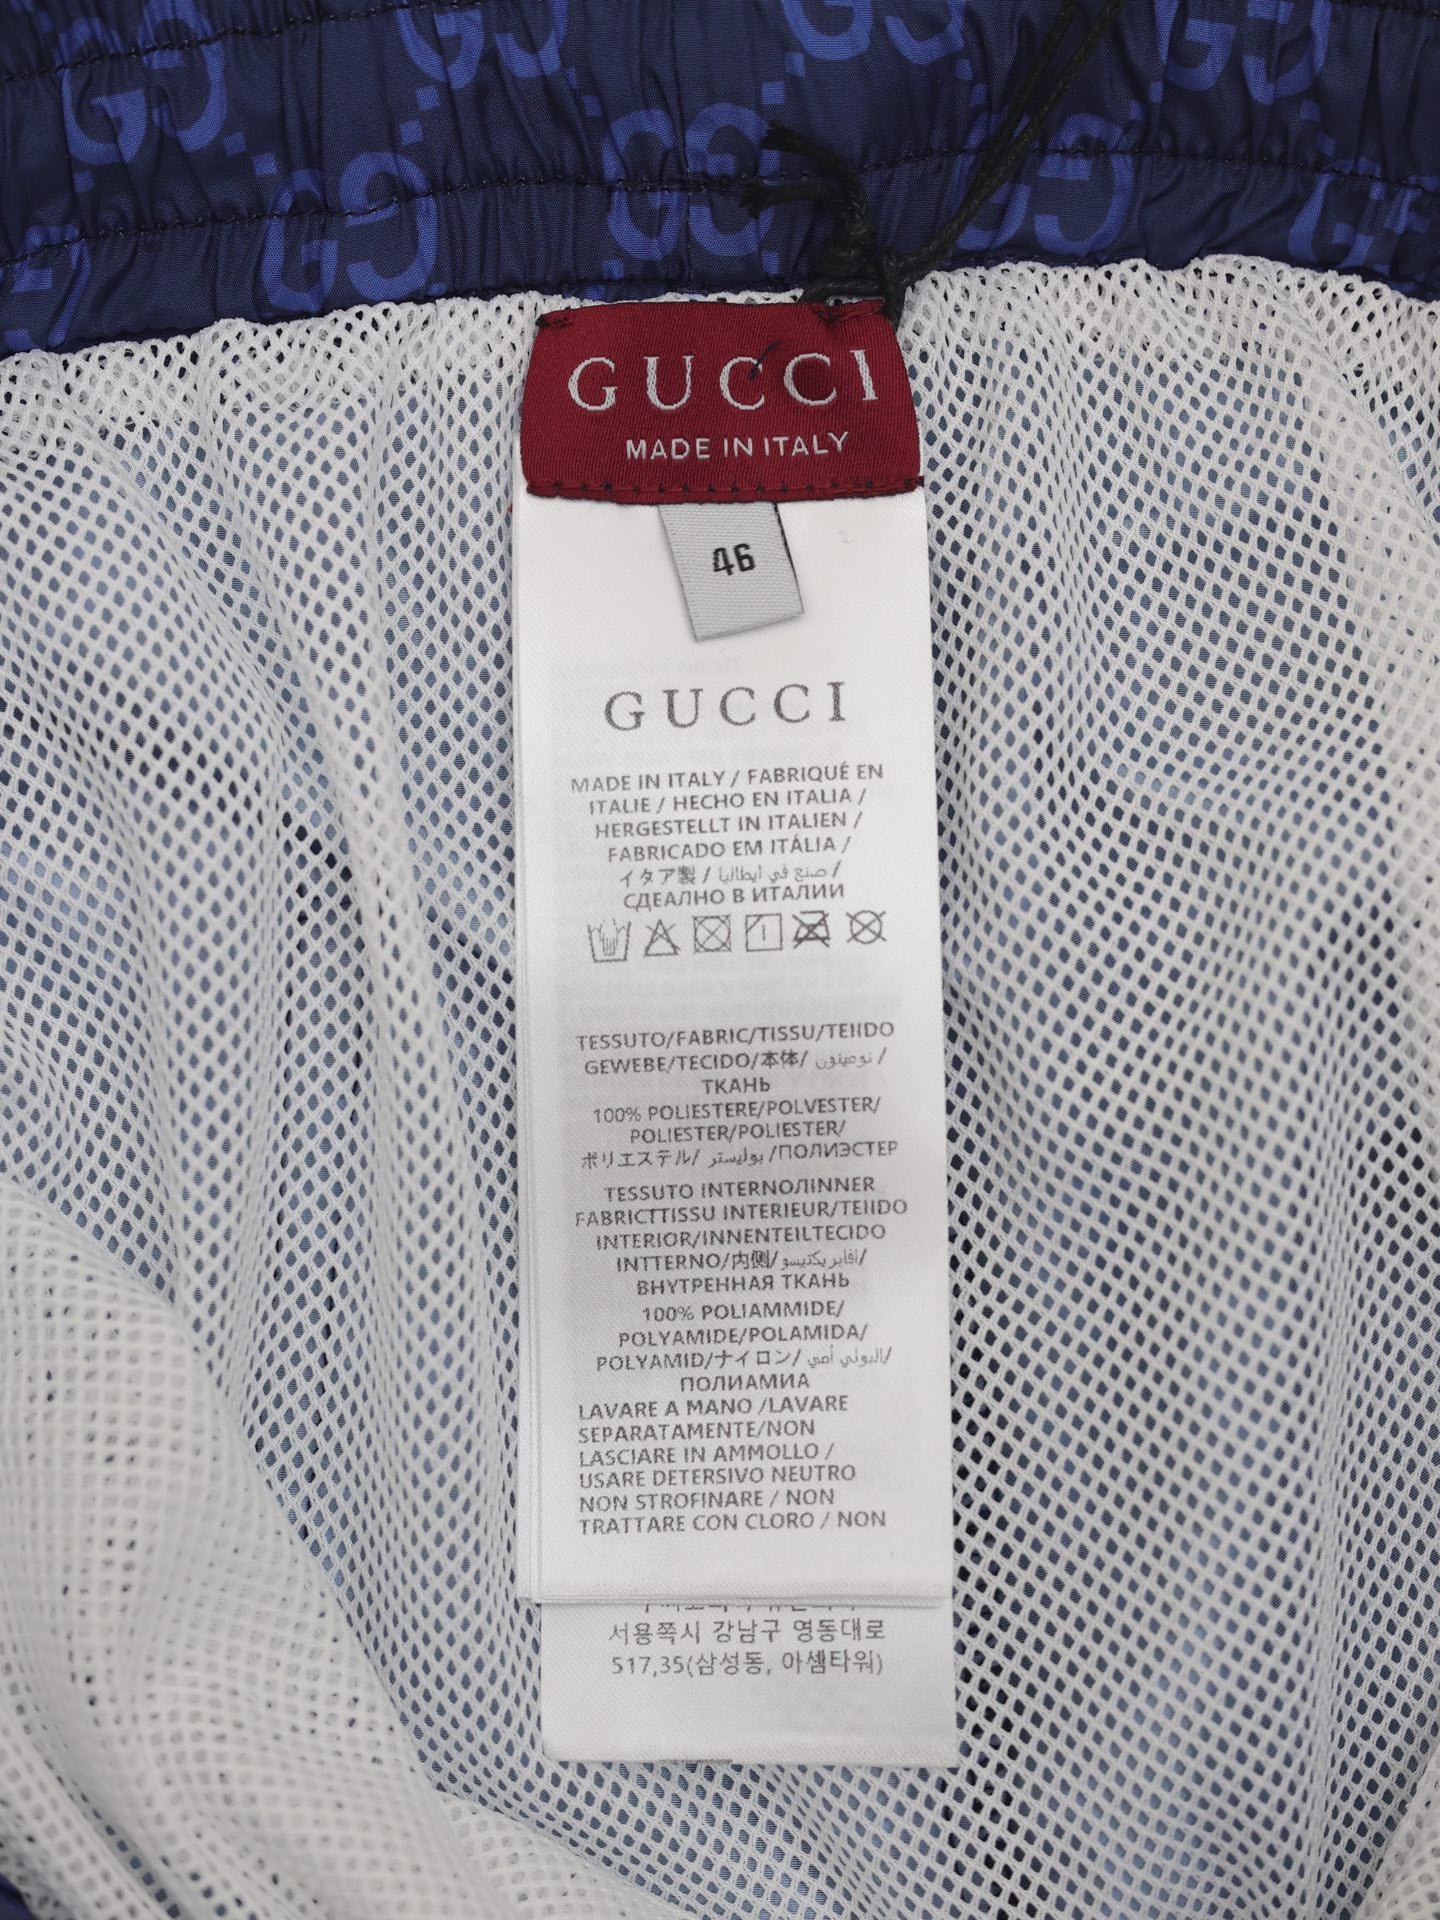 GUCCI
MADE IN ITALY
46
GUCCI
MADE IN ITALY / FABRIQUÉ EN
ITALIE / HECHO EN ITALIA /
HERGESTELLT IN ITALIEN /
FABRICADO EM ITÁLIA /
イタア製 / صنع في ايطاليا /
СДЕАЛНО В ИТАЛИИ
TESSUTO/FABRIC/TISSU/TEIIDO
GEWEBE/TECIDO/本体/ نوصينون /
ТКАНЬ
100% POLIESTERE/POLVESTER/
POLIESTER/POLIESTER/
ポリエステル/ بوليستر /ПОЛИЭСТЕР
TESSUTO INTERNO/IINNER
FABRICTTISSU INTERIEUR/TEIIDO
INTERIOR/INNENTEILTECIDO
INTTERNO/内側/
ВНУТРЕННАЯ ТКАНЬ
100% POLIAMMIDE/
POLYAMIDE/POLAMIDA/
POLYAMID/ナイロン/ البولي أمي/
ПОЛИАМИА
LAVARE A MANO /LAVARE
SEPARATAMENTE/NON
LASCIARE IN AMMOLLO /
USARE DETERSIVO NEUTRO
NON STROFINARE / NON
TRATTARE CON CLORO / NON
서용쪽시 강남구 영동대로
517,35(삼성동, 아셈타워)